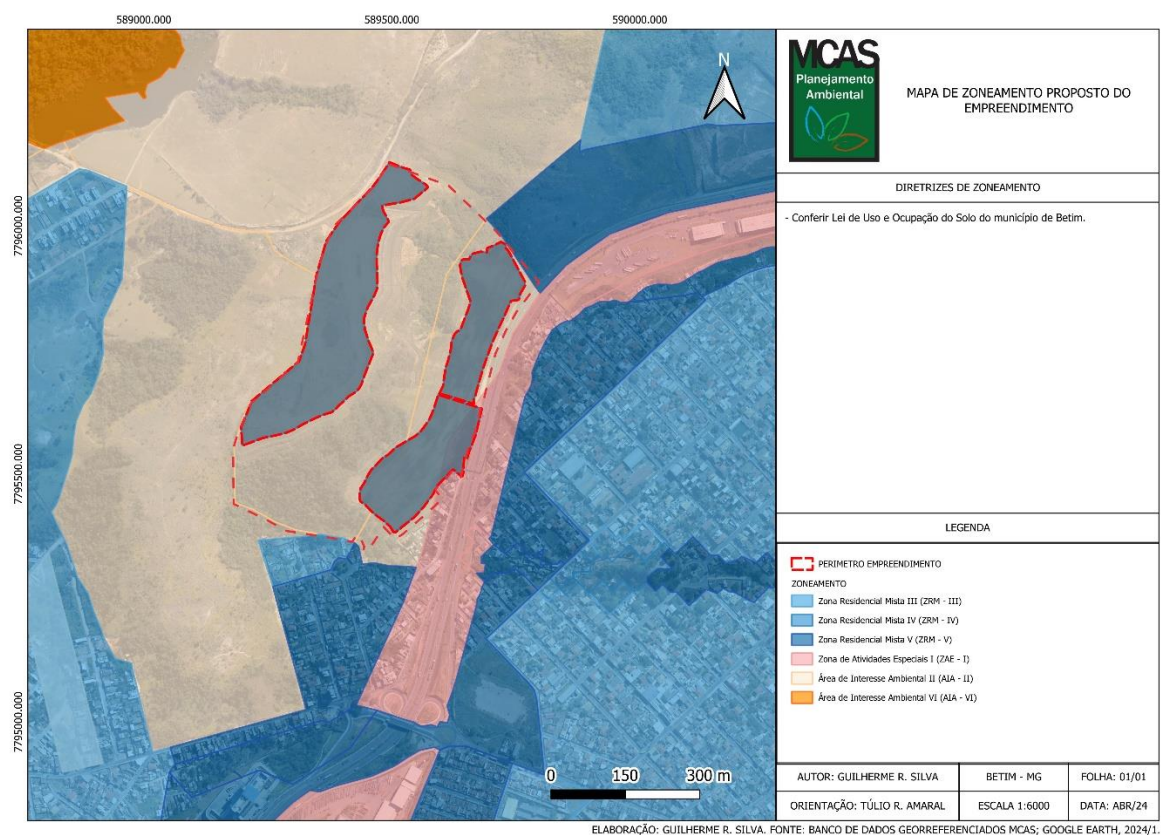 589000.000
589500.000
590000.000
7796000.000
7795500.000
7795000.000
N
0
150
300 m
MCAS
Planejamento
Ambiental
MAPA DE ZONEAMENTO PROPOSTO DO
EMPREENDIMENTO
DIRETRIZES DE ZONEAMENTO
- Conferir Lei de Uso e Ocupação do Solo do município de Betim.
LEGENDA
PERIMETRO EMPREENDIMENTO
ZONEAMENTO
Zona Residencial Mista III (ZRM - III)
Zona Residencial Mista IV (ZRM - IV)
Zona Residencial Mista V (ZRM - V)
Zona de Atividades Especiais I (ZAE - I)
Área de Interesse Ambiental II (AIA - II)
Área de Interesse Ambiental VI (AIA - VI)
AUTOR: GUILHERME R. SILVA
BETIM - MG
FOLHA: 01/01
ORIENTAÇÃO: TÚLIO R. AMARAL
ESCALA 1:6000
DATA: ABR/24
ELABORAÇÃO: GUILHERME R. SILVA. FONTE: BANCO DE DADOS GEORREFERENCIADOS MCAS; GOOGLE EARTH, 2024/1.